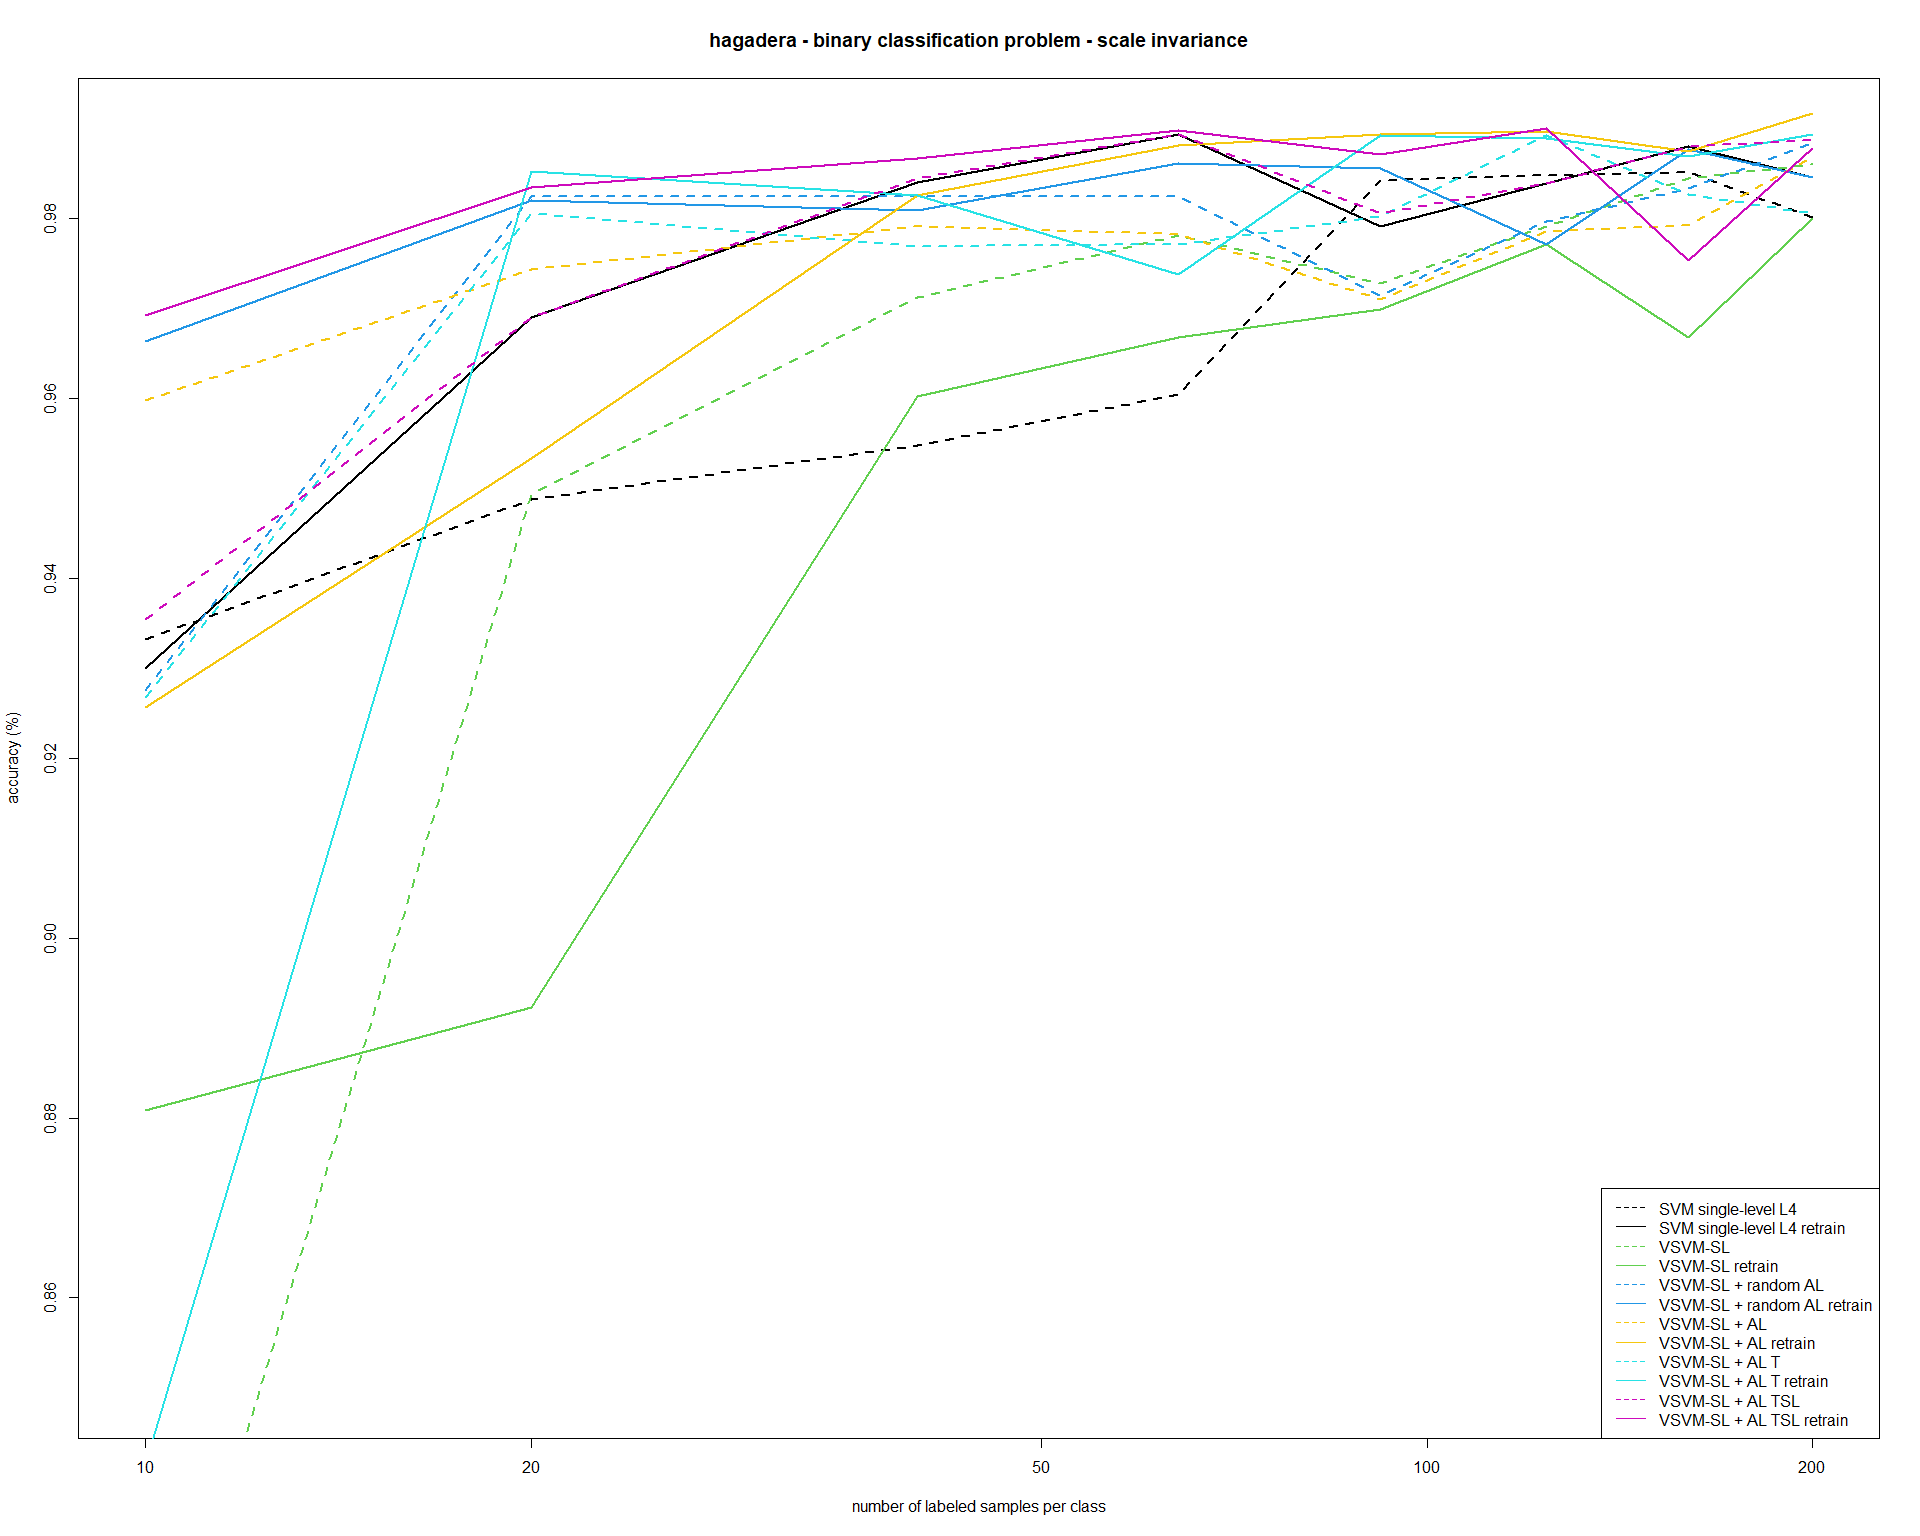 hagadera - binary classification problem - scale invariance
accuracy (%)
0.98
0.96
0.94
0.92
0.90
0.88
0.86
10
20
50
100
200
number of labeled samples per class
SVM single-level L4
SVM single-level L4 retrain
VSVM-SL
VSVM-SL retrain
VSVM-SL + random AL
VSVM-SL + random AL retrain
VSVM-SL + AL
VSVM-SL + AL retrain
VSVM-SL + AL T
VSVM-SL + AL T retrain
VSVM-SL + AL TSL
VSVM-SL + AL TSL retrain